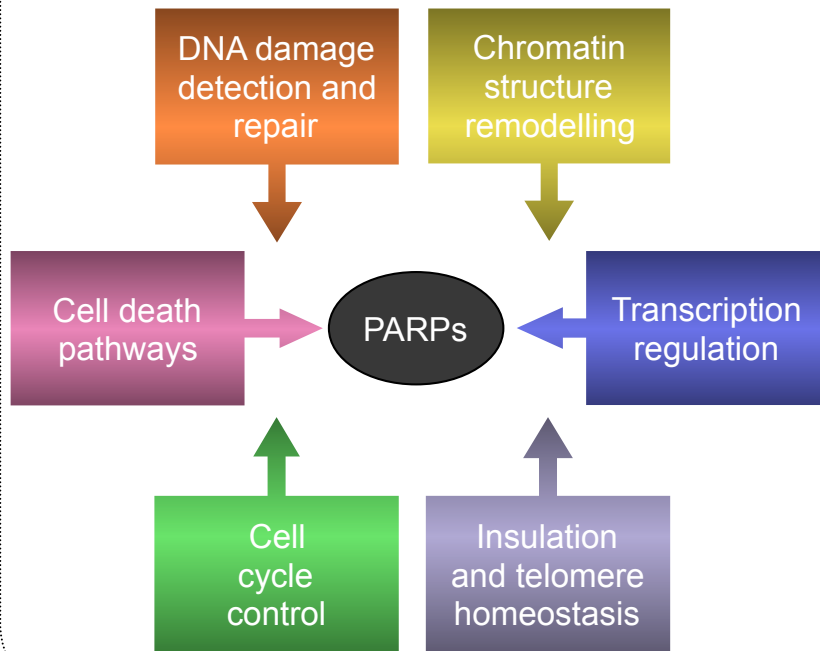 DNA damage
detection and
repair
Chromatin
structure
remodelling
Cell death
pathways
PARPs
Transcription
regulation
Cell
cycle
control
Insulation
and telomere
homeostasis